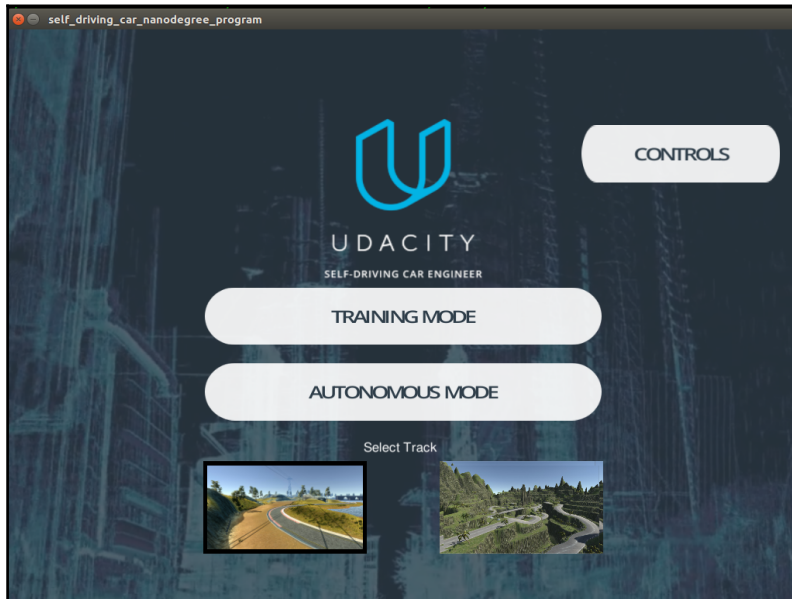 self_driving_car_nanodegree_program
CONTROLS
UDACITY
SELF-DRIVING CAR ENGINEER
TRAINING MODE
AUTONOMOUS MODE
Select Track